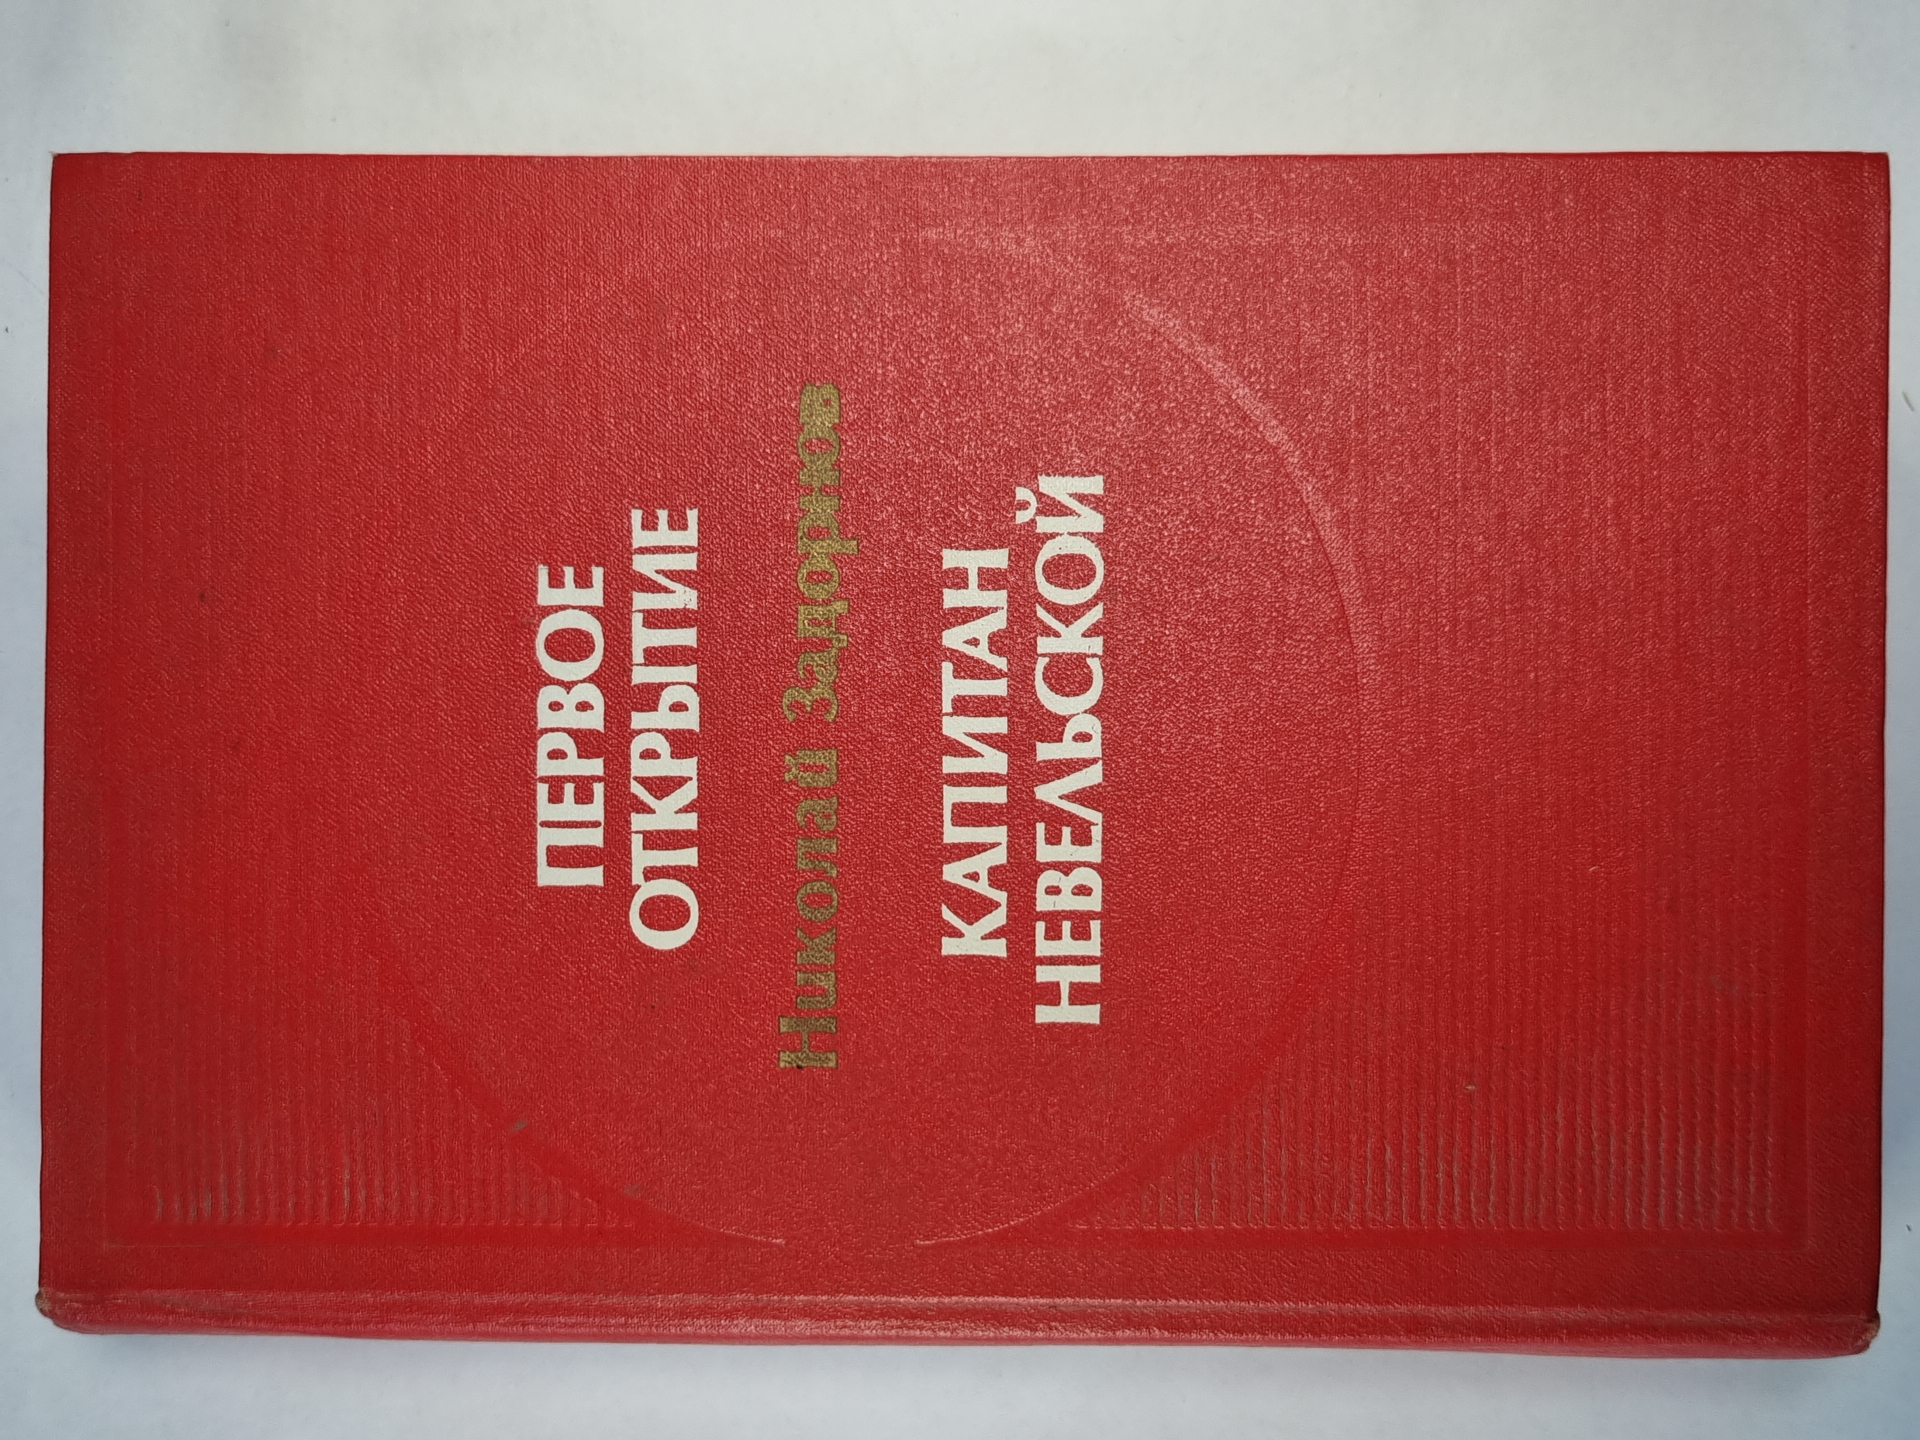 ПЕРВОЕ
ОТКРЫТИЕ
Николай Задорнов
КАПИТАН
НЕВЕЛЬСКОЙ